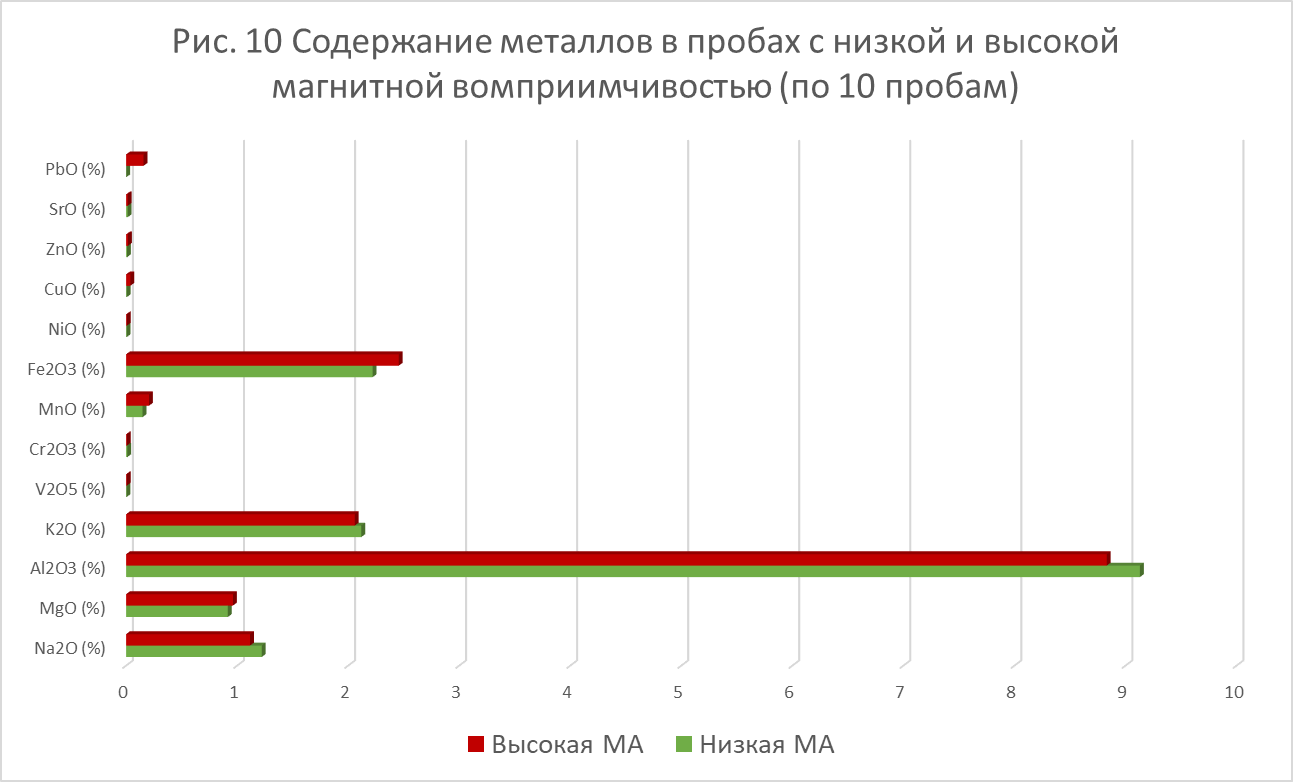 Рис. 10 Содержание металлов в пробах с низкой и высокой
магнитной вомприимчивостью (по 10 пробам)
PbO (%)
SrO (%)
ZnO (%)
CuO (%)
NiO (%)
Fe2O3 (%)
MnO (%)
Cr2O3 (%)
V2O5 (%)
K2O (%)
Al2O3 (%)
MgO (%)
Na2O (%)
0 1 2 3 4 5 6 7 8 9 10
Высокая МА Низкая МА